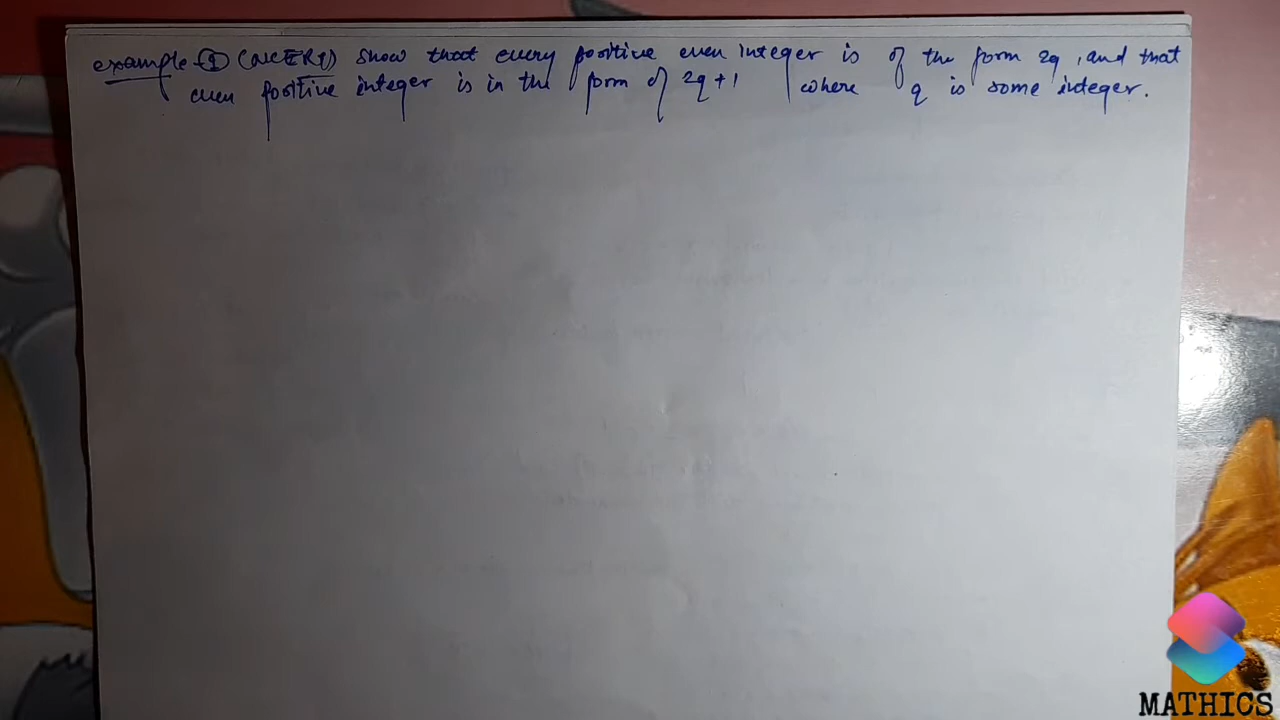 example ② (NCERT) show that every positive even integer is of the form 2q, and that
even positive integer is in the form of 2q+1 where q is some integer.
MATHICS